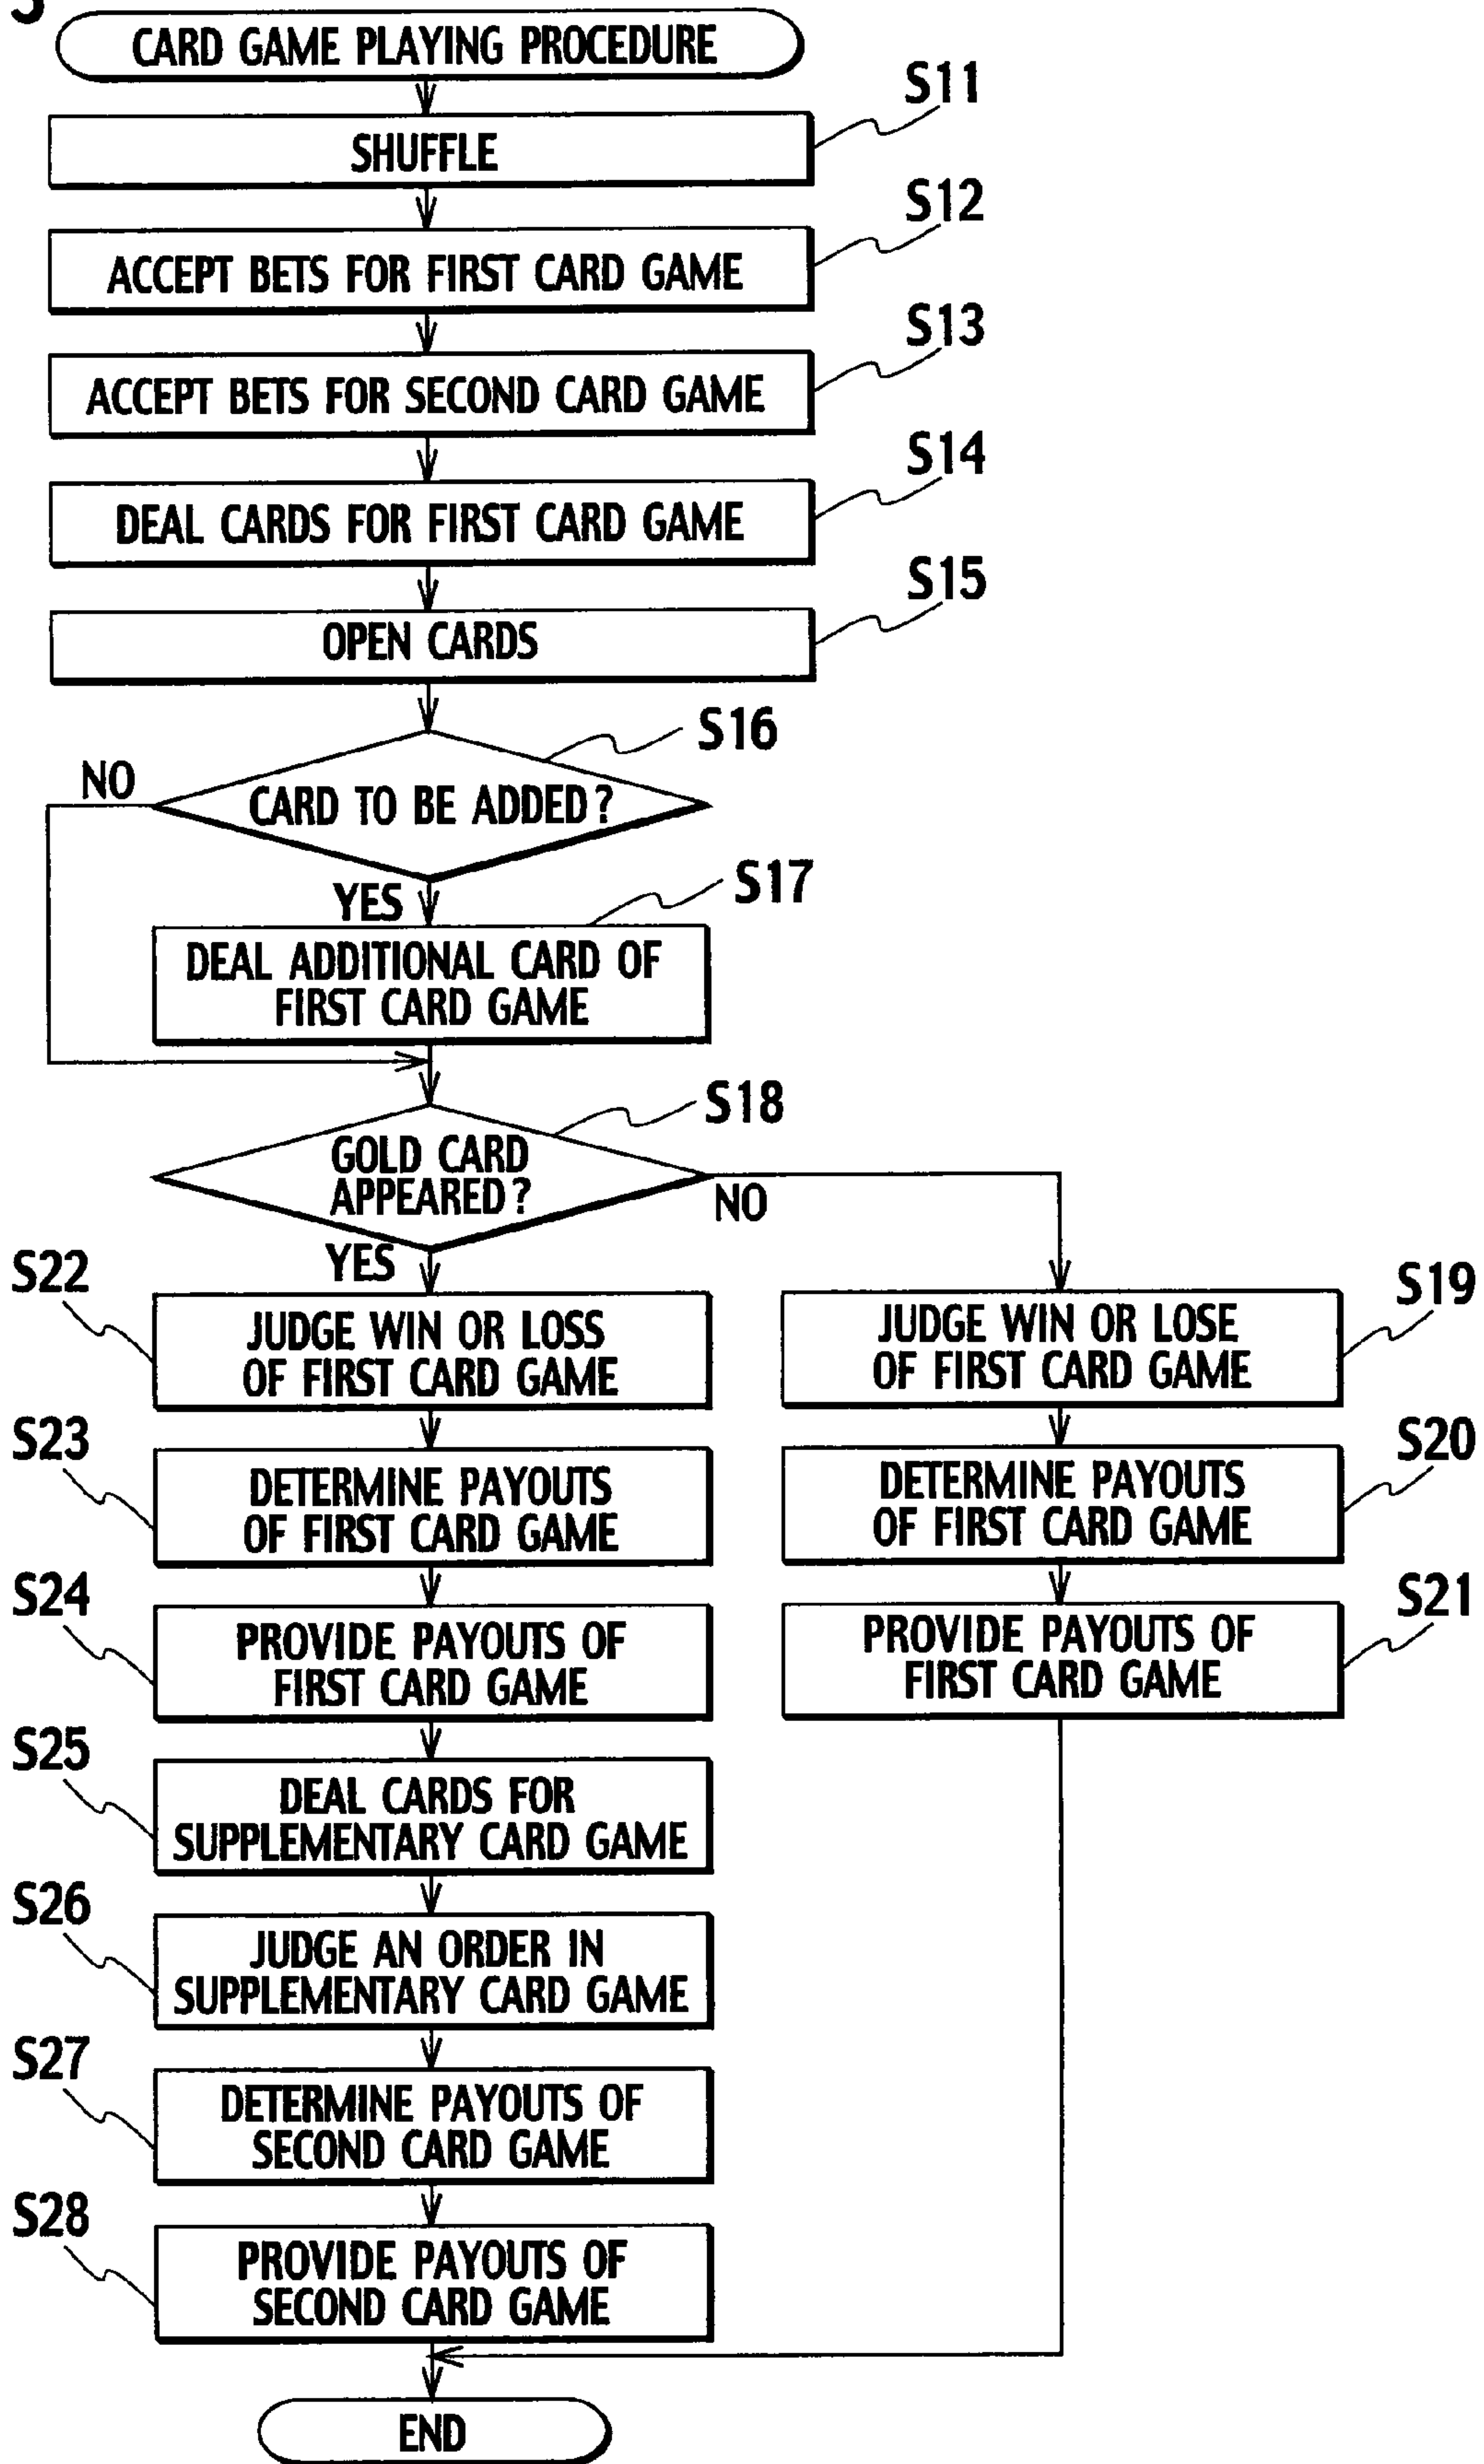 CARD GAME PLAYING PROCEDURE
S11
SHUFFLE
S12
ACCEPT BETS FOR FIRST CARD GAME
S13
ACCEPT BETS FOR SECOND CARD GAME
S14
DEAL CARDS FOR FIRST CARD GAME
S15
OPEN CARDS
S16
NO
CARD TO BE ADDED?
YES
S17
DEAL ADDITIONAL CARD OF
FIRST CARD GAME
S18
GOLD CARD
APPEARED?
NO
YES
S22
JUDGE WIN OR LOSS
OF FIRST CARD GAME
S19
JUDGE WIN OR LOSE
OF FIRST CARD GAME
S23
DETERMINE PAYOUTS
OF FIRST CARD GAME
S20
DETERMINE PAYOUTS
OF FIRST CARD GAME
S24
PROVIDE PAYOUTS OF
FIRST CARD GAME
S21
PROVIDE PAYOUTS OF
FIRST CARD GAME
S25
DEAL CARDS FOR
SUPPLEMENTARY CARD GAME
S26
JUDGE AN ORDER IN
SUPPLEMENTARY CARD GAME
S27
DETERMINE PAYOUTS OF
SECOND CARD GAME
S28
PROVIDE PAYOUTS OF
SECOND CARD GAME
END